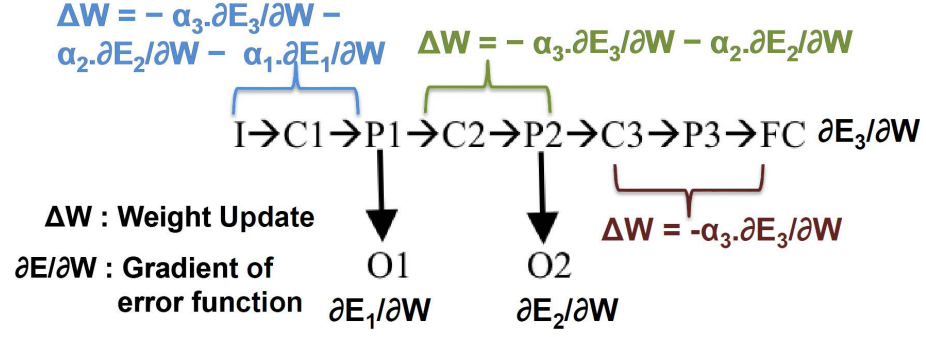 ΔW = − α₃.∂E₃/∂W −
α₂.∂E₂/∂W − α₁.∂E₁/∂W
ΔW = − α₃.∂E₃/∂W − α₂.∂E₂/∂W
I→C1→P1→C2→P2→C3→P3→FC ∂E₃/∂W
ΔW : Weight Update
ΔW = -α₃.∂E₃/∂W
∂E/∂W : Gradient of
error function
O1
O2
∂E₁/∂W
∂E₂/∂W